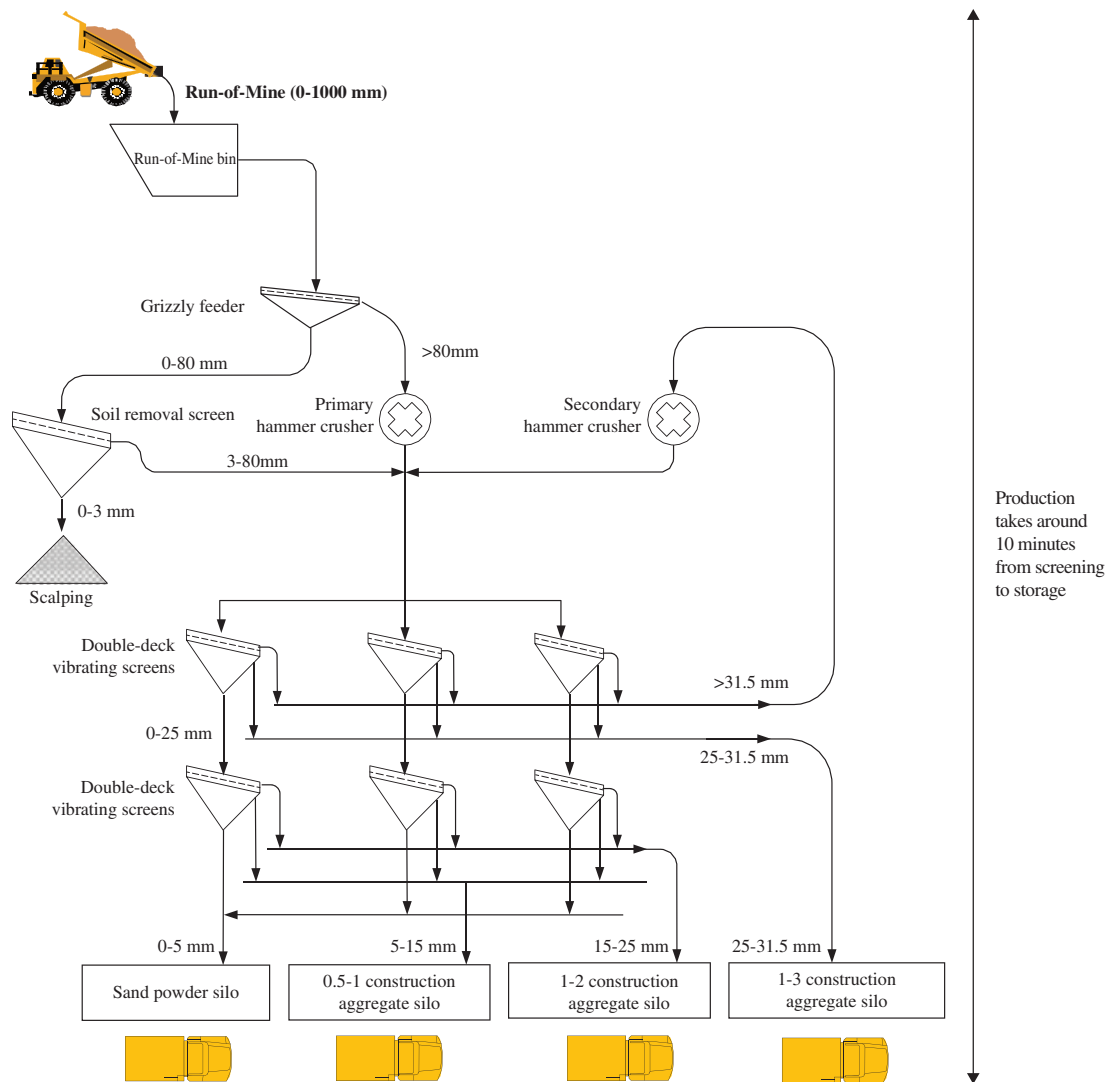 Run-of-Mine (0-1000 mm)
Run-of-Mine bin
Grizzly feeder
>80mm
0-80 mm
Soil removal screen
Primary
hammer crusher
Secondary
hammer crusher
3-80mm
0-3 mm
Scalping
Production
takes around
10 minutes
from screening
to storage
Double-deck
vibrating screens
>31.5 mm
0-25 mm
25-31.5 mm
Double-deck
vibrating screens
0-5 mm
5-15 mm
15-25 mm
25-31.5 mm
Sand powder silo
0.5-1 construction
aggregate silo
1-2 construction
aggregate silo
1-3 construction
aggregate silo